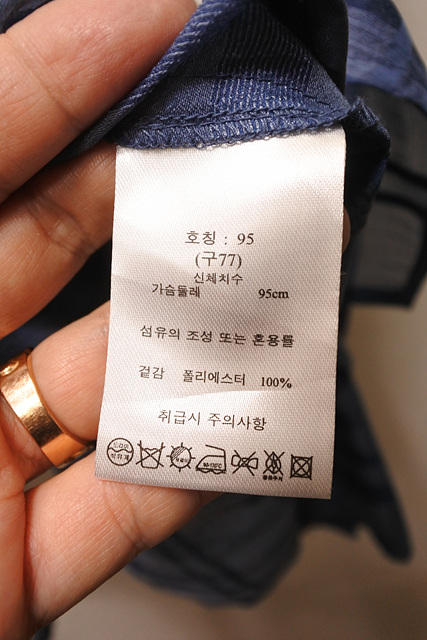 호칭 : 95
(구77)
신체치수
가슴둘레 95cm
섬유의 조성 또는 혼용률
겉감 폴리에스터 100%
취급시 주의사항